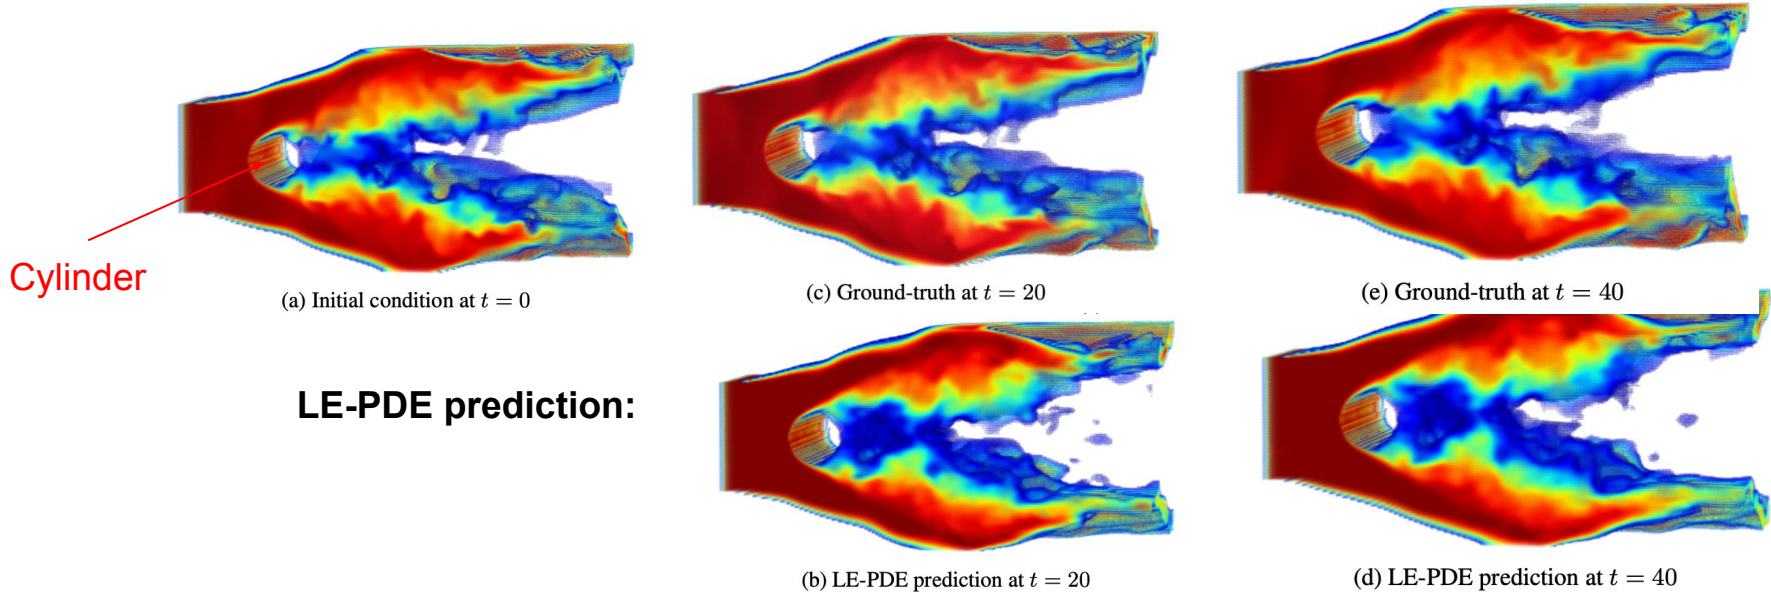 Cylinder
(a) Initial condition at t = 0
(c) Ground-truth at t = 20
(e) Ground-truth at t = 40
LE-PDE prediction:
(b) LE-PDE prediction at t = 20
(d) LE-PDE prediction at t = 40